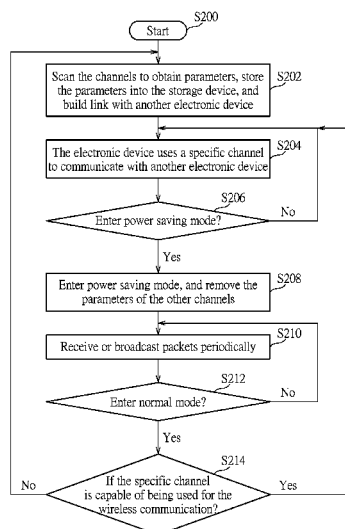 S200
Start
S202
Scan the channels to obtain parameters, store
the parameters into the storage device, and
build link with another electronic device
S204
The electronic device uses a specific channel
to communicate with another electronic device
S206
Enter power saving mode?
No
Yes
S208
Enter power saving mode, and remove the
parameters of the other channels
S210
Receive or broadcast packets periodically
S212
Enter normal mode?
No
Yes
S214
No
If the specific channel
is capable of being used for the
wireless communication?
Yes